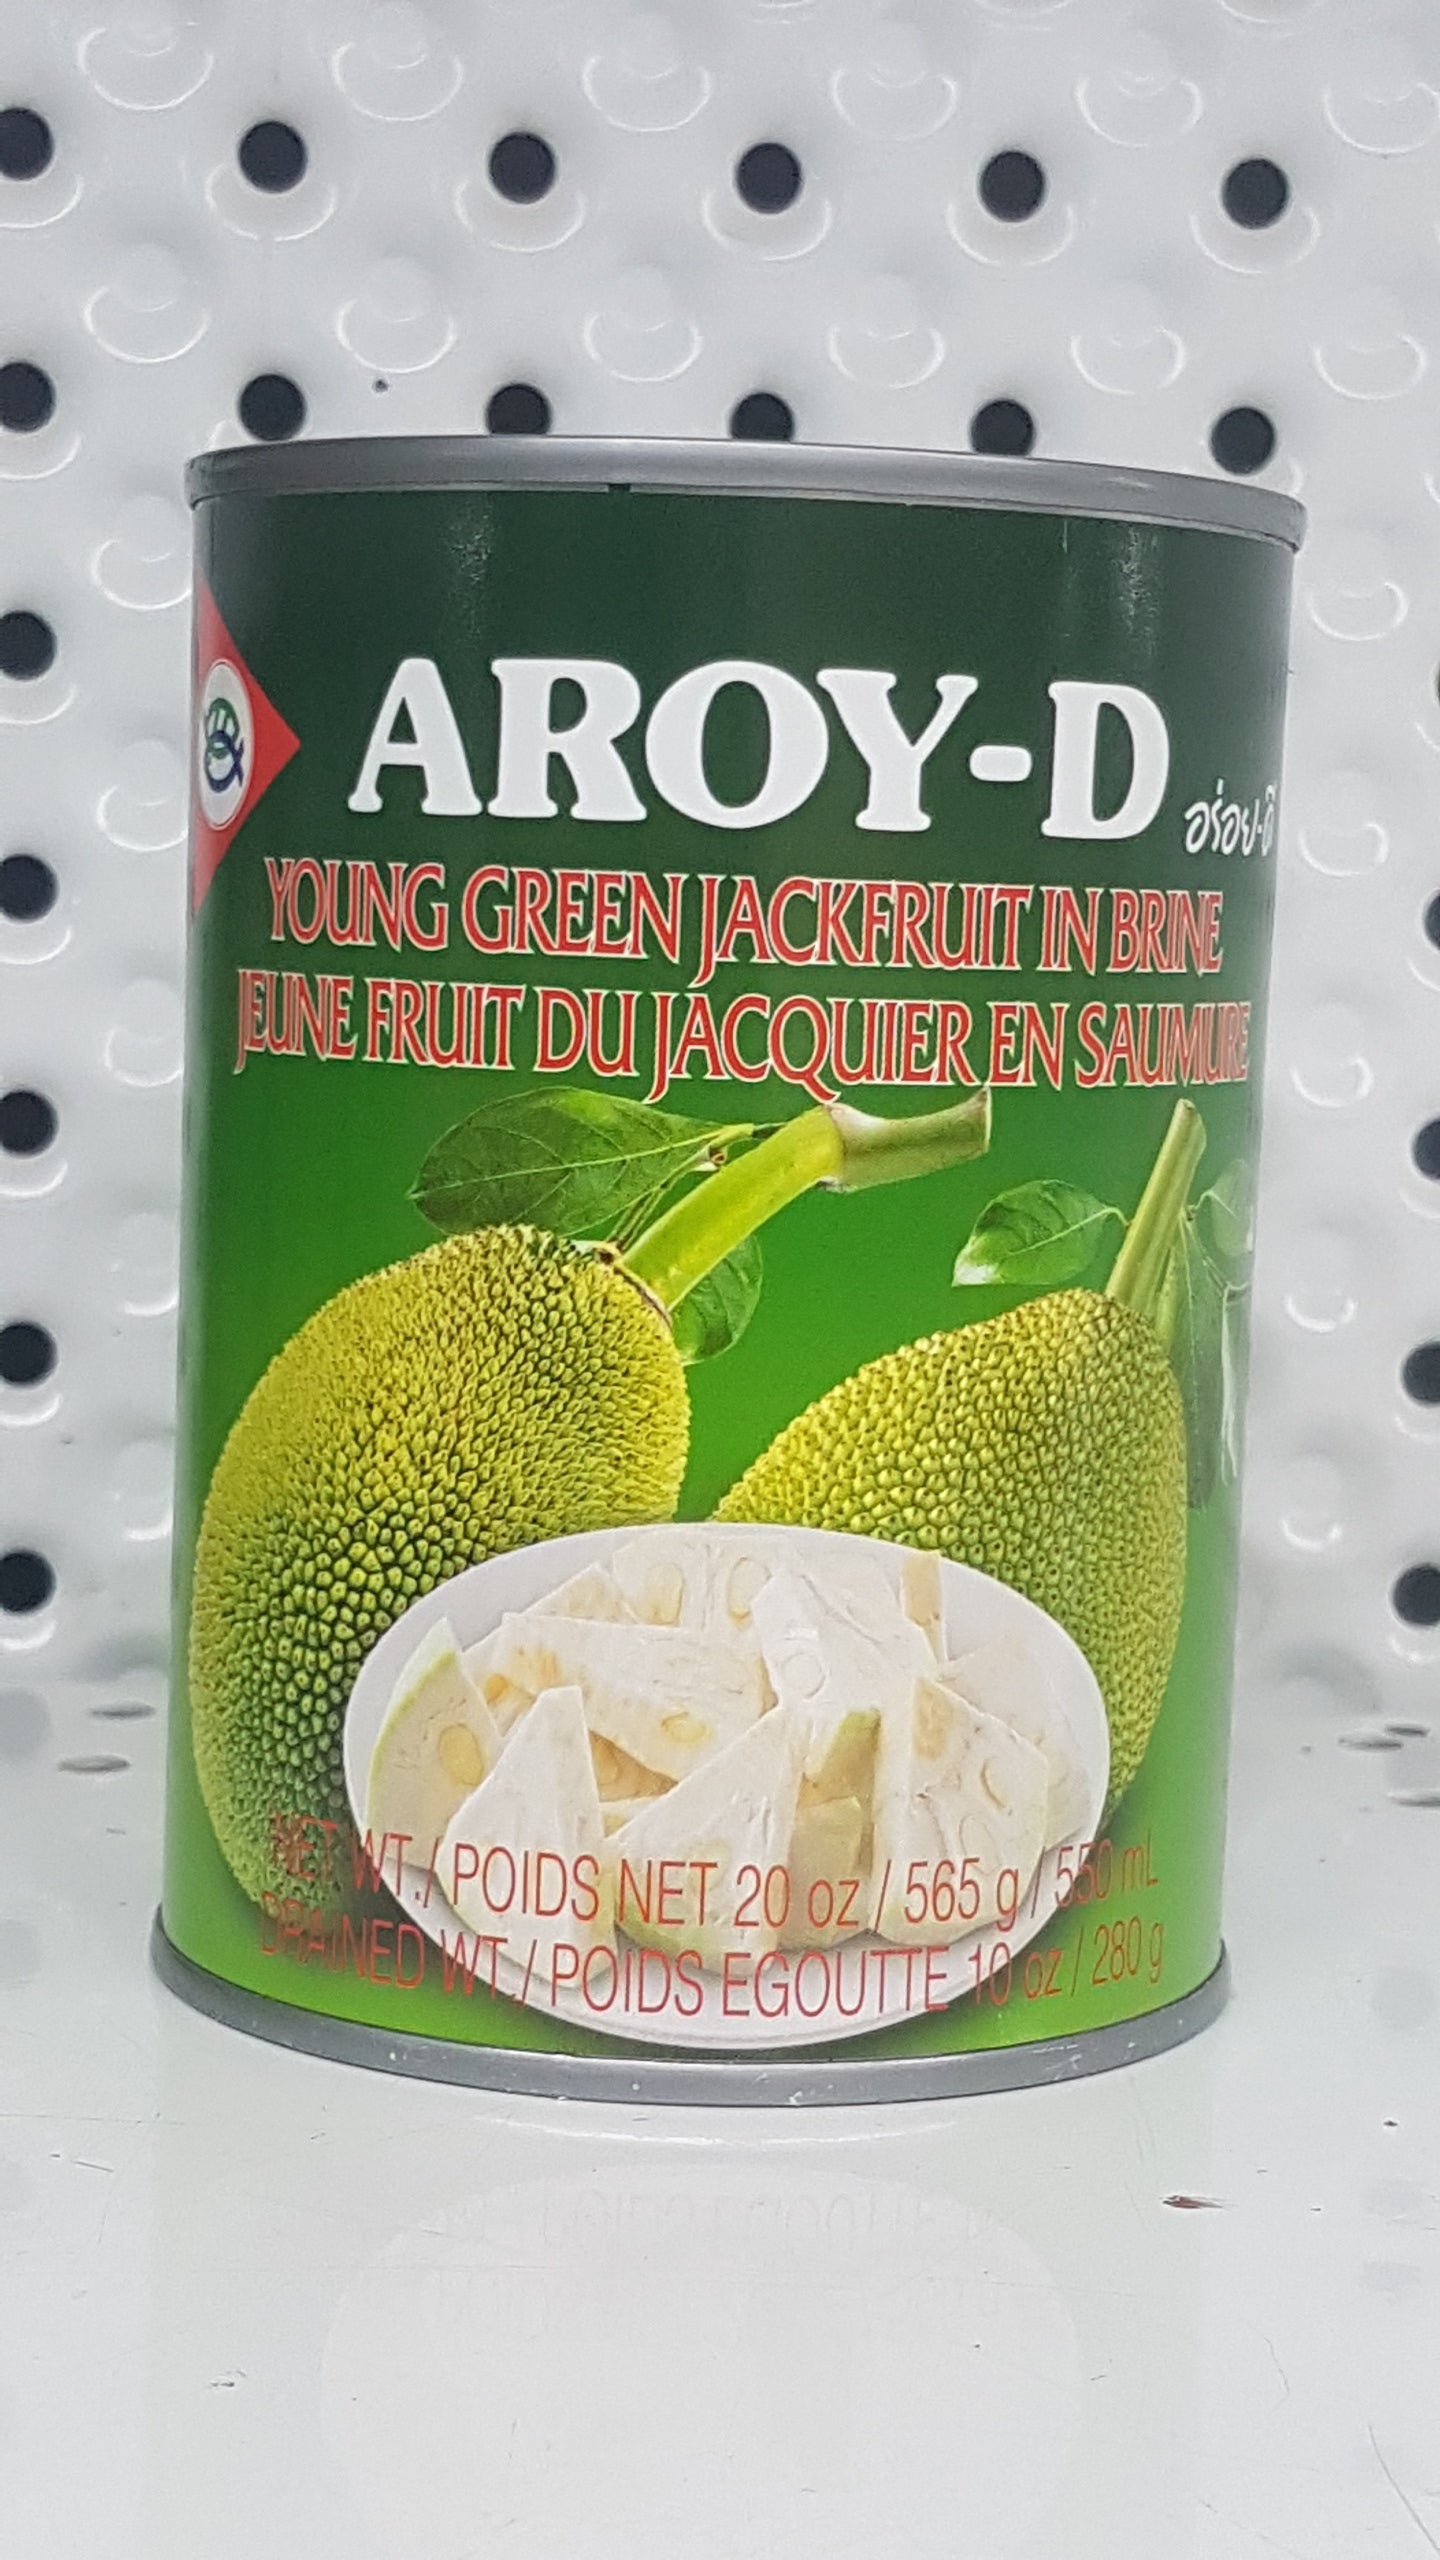 AROY-D
อร่อย-ดี
YOUNG GREEN JACKFRUIT IN BRINE
JEUNE FRUIT DU JACQUIER EN SAUMURE
NET WT. / POIDS NET 20 oz / 565 g / 550 mL
DRAINED WT. / POIDS EGOUTTE 10 oz / 280 g